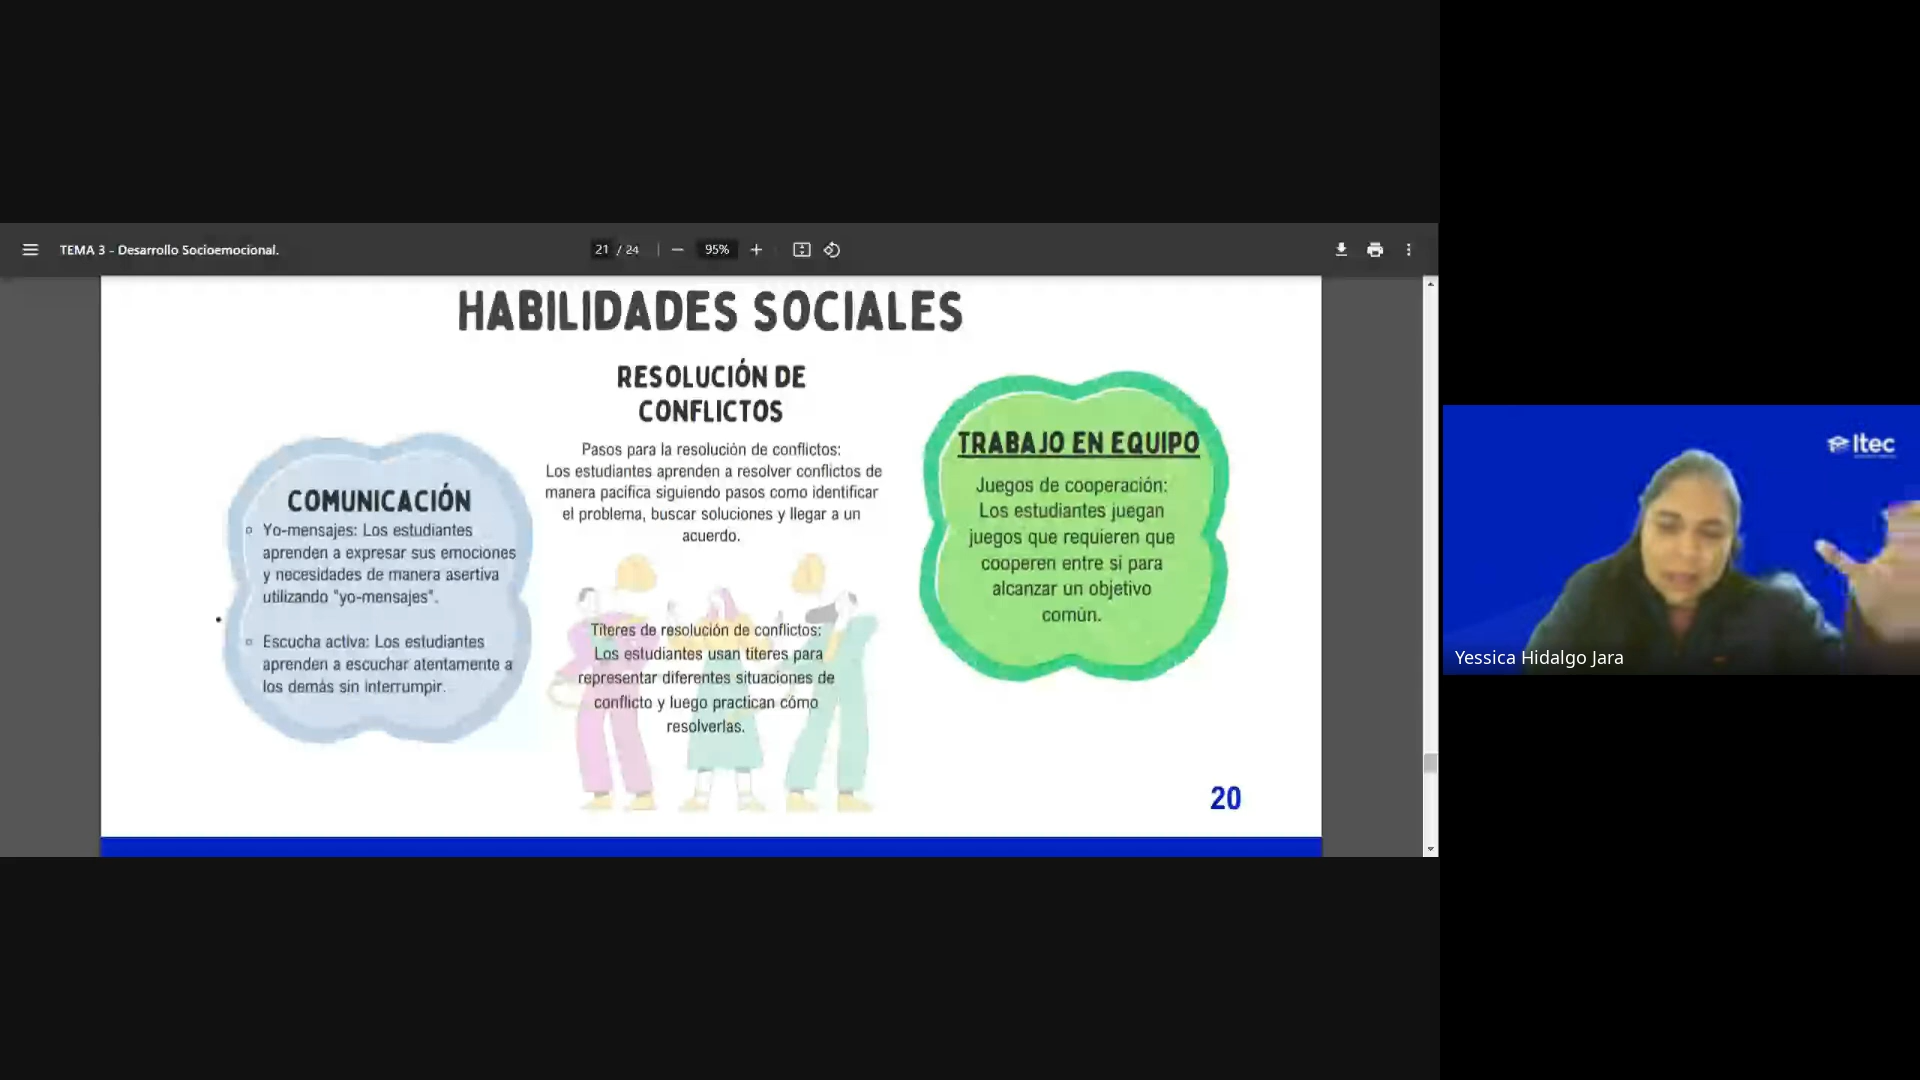 TEMA 3 - Desarrollo Socioemocional.
21 / 24
95%
HABILIDADES SOCIALES
COMUNICACIÓN
Yo-mensajes: Los estudiantes
aprenden a expresar sus emociones
y necesidades de manera asertiva
utilizando "yo-mensajes".
Escucha activa: Los estudiantes
aprenden a escuchar atentamente a
los demás sin interrumpir.
RESOLUCIÓN DE
CONFLICTOS
Pasos para la resolución de conflictos:
Los estudiantes aprenden a resolver conflictos de
manera pacífica siguiendo pasos como identificar
el problema, buscar soluciones y llegar a un
acuerdo.
Títeres de resolución de conflictos:
Los estudiantes usan títeres para
representar diferentes situaciones de
conflicto y luego practican cómo
resolverlas.
TRABAJO EN EQUIPO
Juegos de cooperación:
Los estudiantes juegan
juegos que requieren que
cooperen entre sí para
alcanzar un objetivo
común.
20
Itec
Yessica Hidalgo Jara